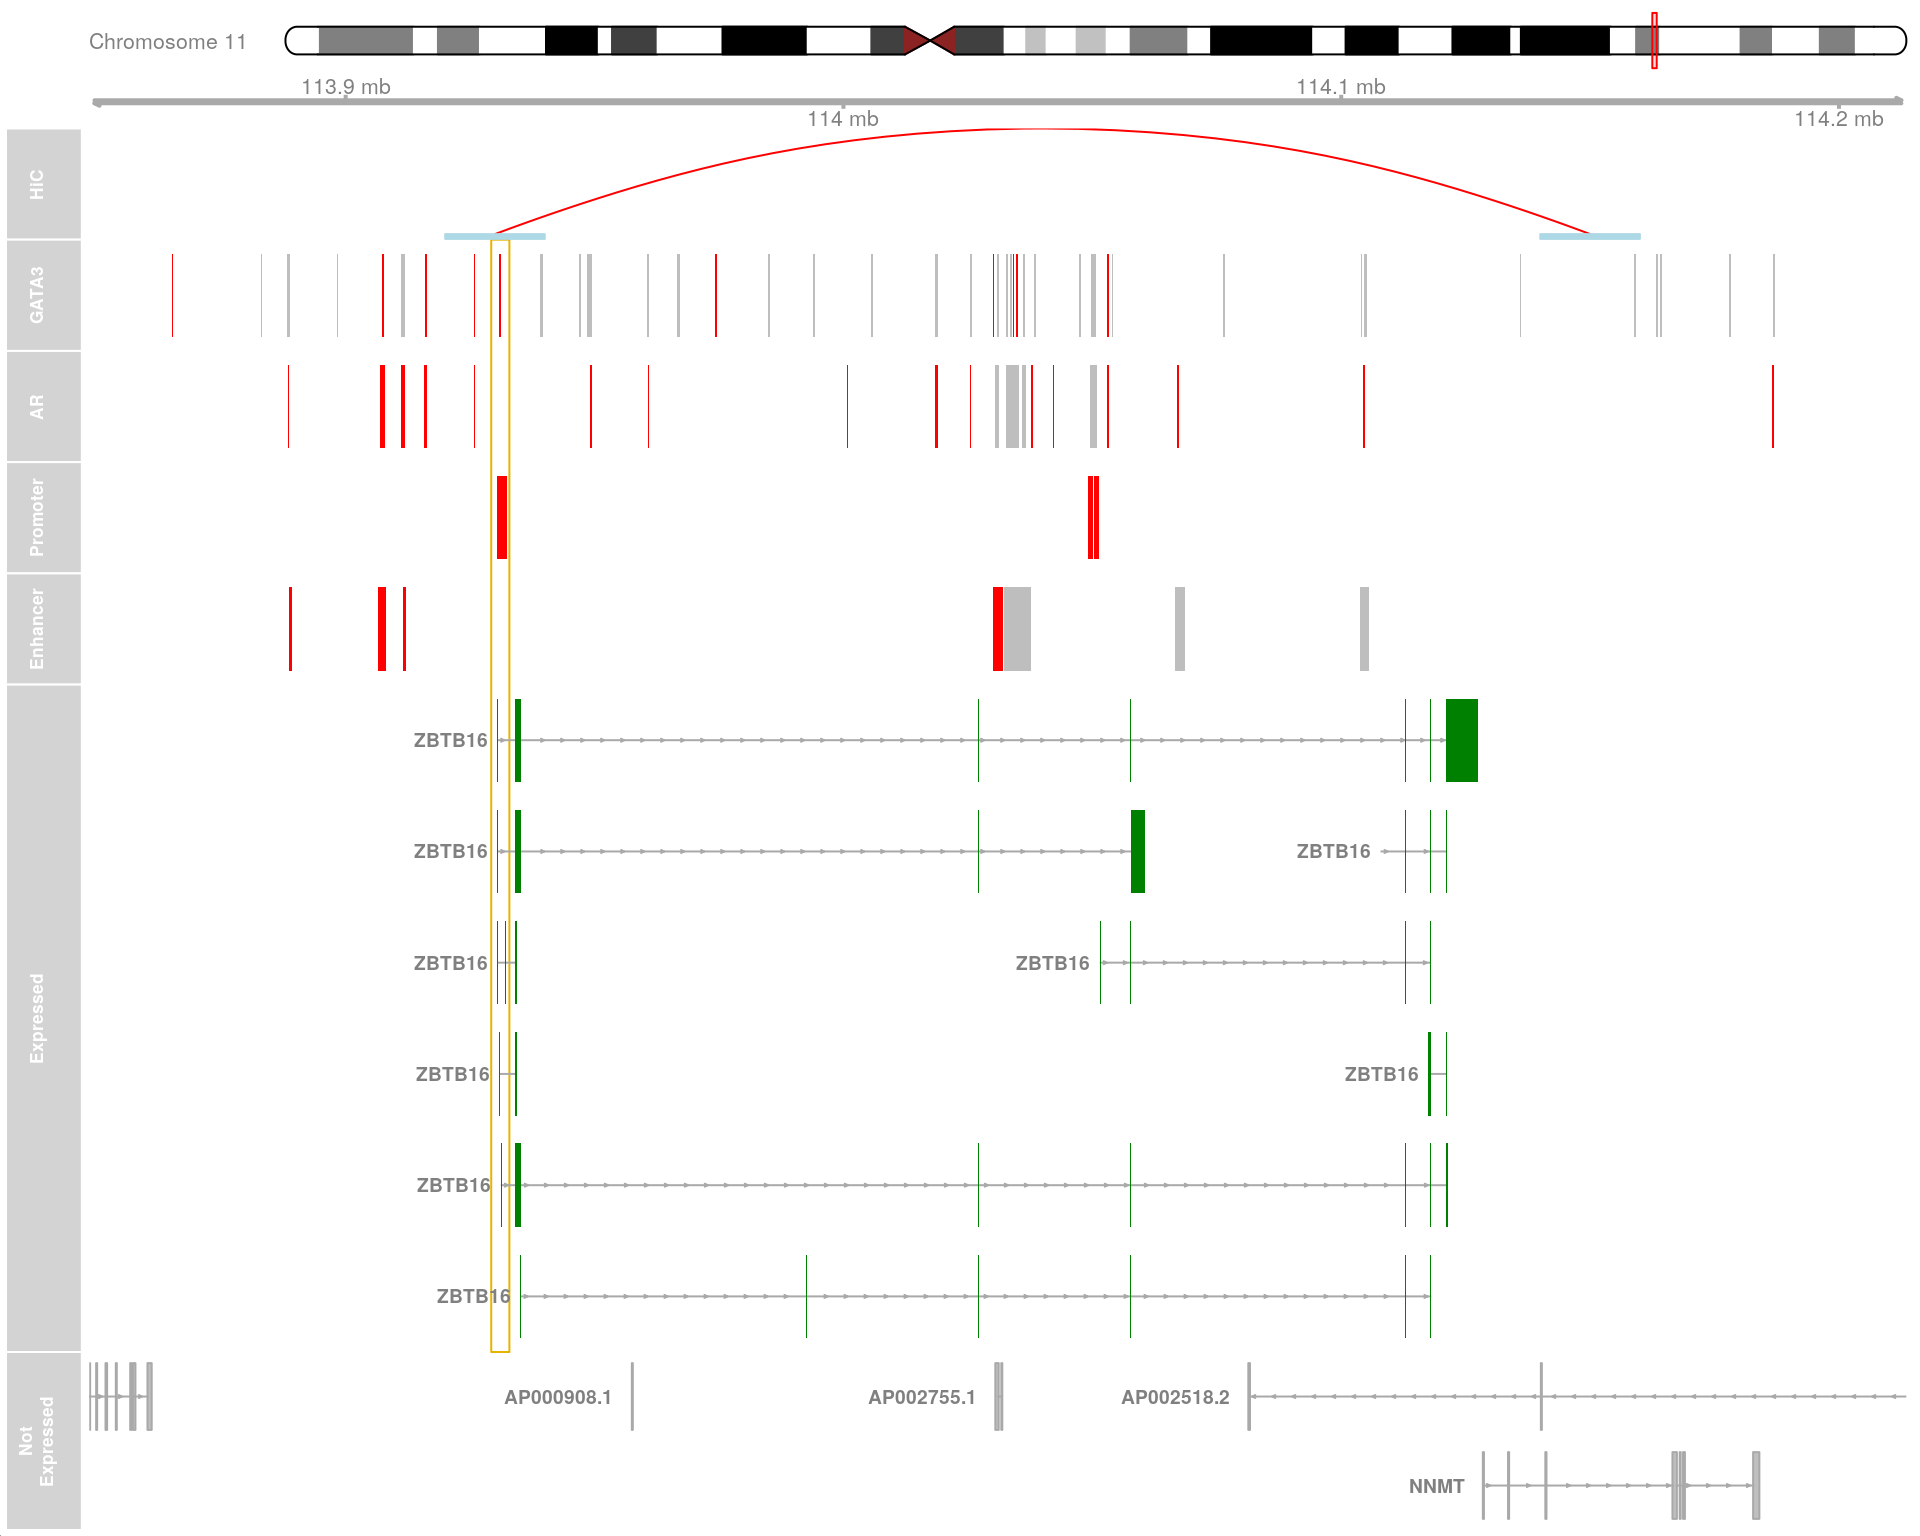 Chromosome 11
113.9 mb
114.1 mb
114 mb
114.2 mb
HiC
GATA3
AR
Promoter
Enhancer
Expressed
ZBTB16
ZBTB16
ZBTB16
ZBTB16
ZBTB16
ZBTB16
ZBTB16
ZBTB16
ZBTB16
Not
Expressed
AP000908.1
AP002755.1
AP002518.2
NNMT